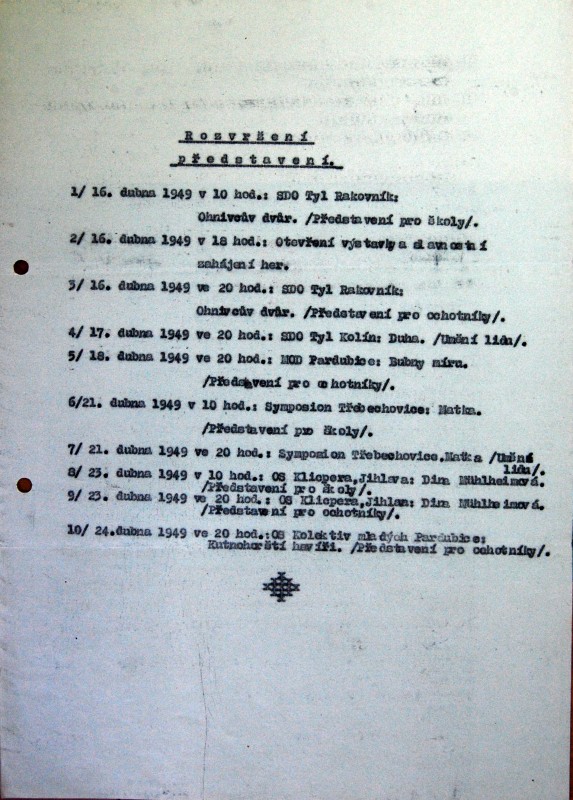 Rozvržení
představení.
1/ 16. dubna 1949 v 10 hod.: SDO Tyl Rakovník:
Ohnivcův dvůr. /Představení pro školy/.
2/ 16. dubna 1949 v 18 hod.: Otevření výstavky a slavnostní
zahájení her.
3/ 16. dubna 1949 ve 20 hod.: SDO Tyl Rakovník:
Ohnivcův dvůr. /Představení pro ochotníky/.
4/ 17. dubna 1949 ve 20 hod.: SDO Tyl Kolín: Duha. /Umění lidu/.
5/ 18. dubna 1949 ve 20 hod.: MOD Pardubice: Bubny míru.
/Představení pro ochotníky/.
6/21. dubna 1949 v 10 hod.: Symposion Třebechovice: Matka.
/Představení pro školy/.
7/ 21. dubna 1949 ve 20 hod.: Symposion Třebechovice.Matka /Umění
lidu/.
8/ 23. dubna 1949 v 10 hod.: OS Klicpera,Jihlava: Dira Mühlheimová.
/Představení pro školy/.
9/ 23. dubna 1949 ve 20 hod.: OS Klicpera,Jihlava: Dira Mühlheimová.
/Představení pro ochotníky/.
10/ 24.dubna 1949 ve 20 hod.:OS Kolektiv mladých Pardubice:
Kutnohorští havíři. /Představení pro ochotníky/.